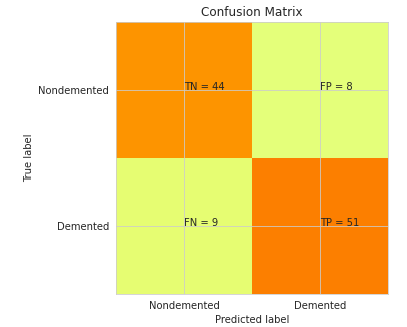 Confusion Matrix
Nondemented
TN = 44
FP = 8
True label
Demented
FN = 9
TP = 51
Nondemented
Demented
Predicted label